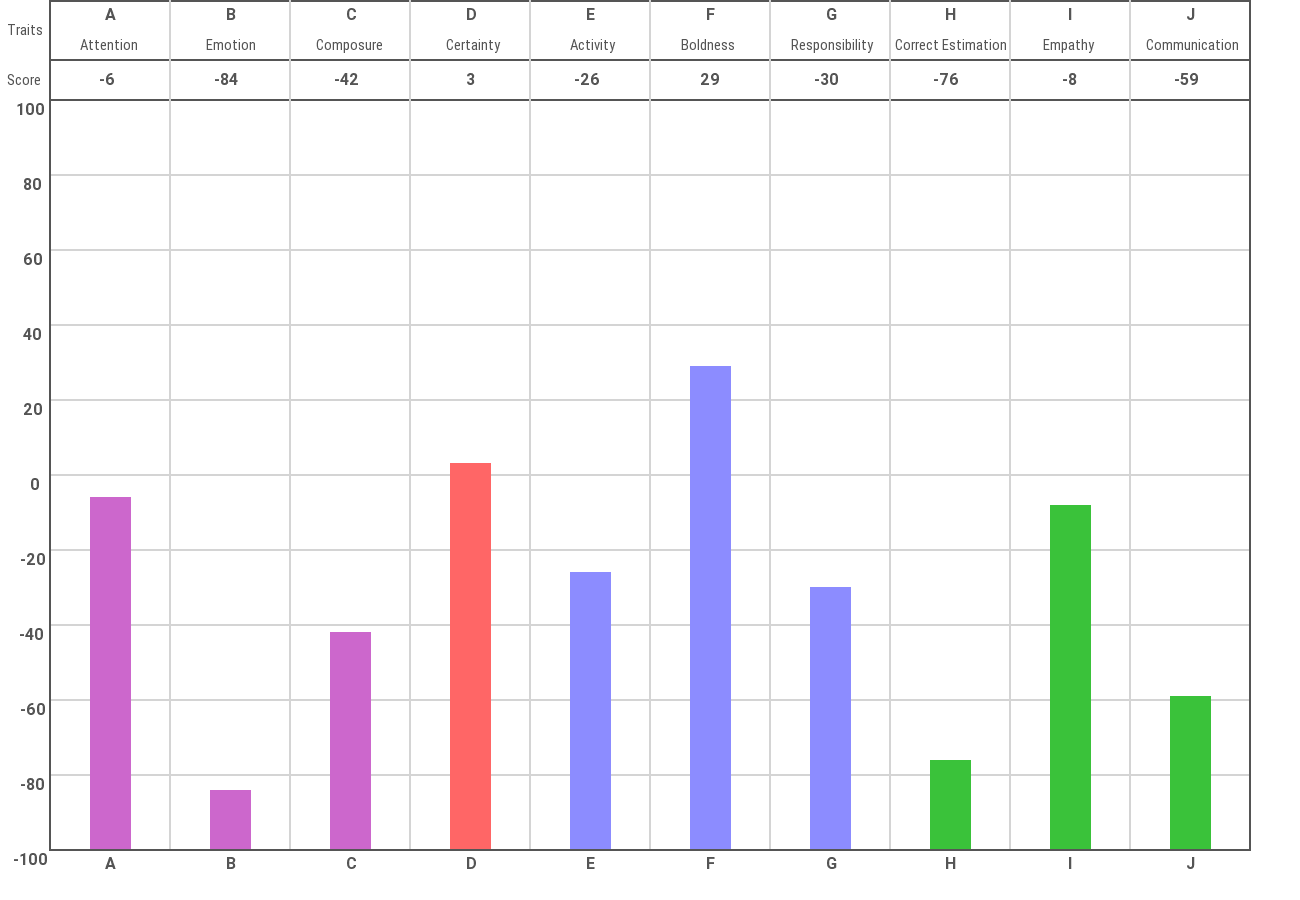 A B C D E F G H I J
Traits
Attention Emotion Composure Certainty Activity Boldness Responsibility Correct Estimation Empathy Communication
Score -6 -84 -42 3 -26 29 -30 -76 -8 -59
100
80
60
40
20
0
-20
-40
-60
-80
-100
A B C D E F G H I J